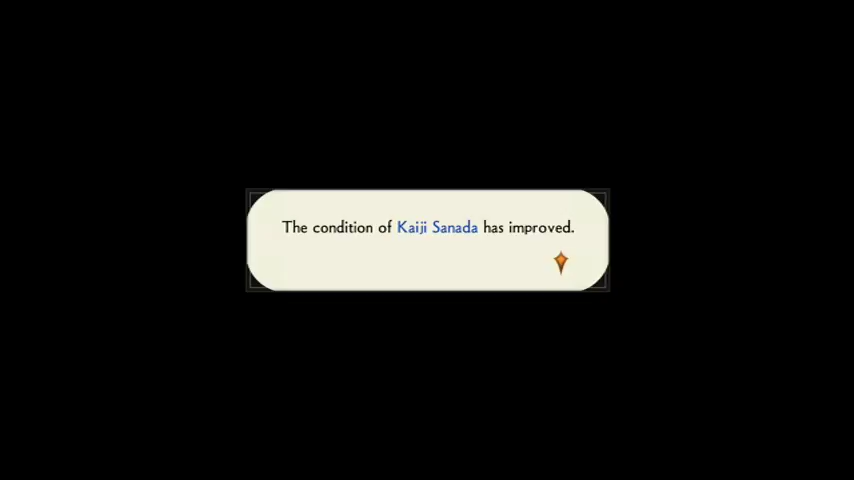 The condition of Kaiji Sanada has improved.